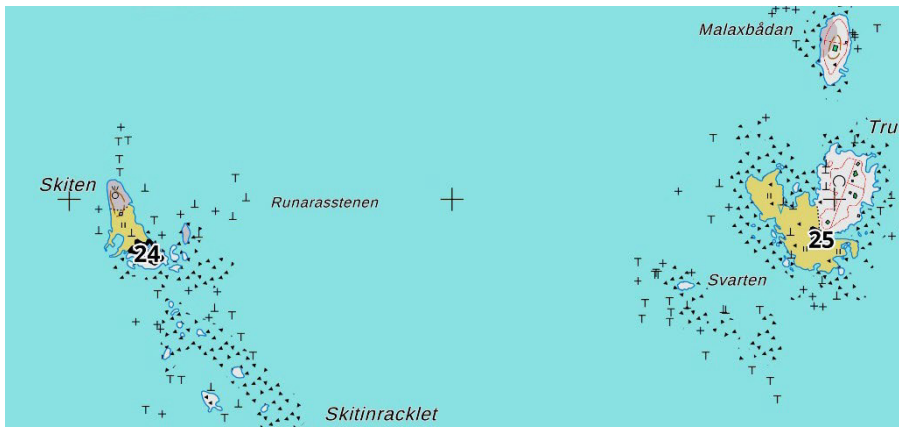 Malaxbådan
Tru
Skiten
Runarasstenen
24
25
Svarten
Skitinracklet